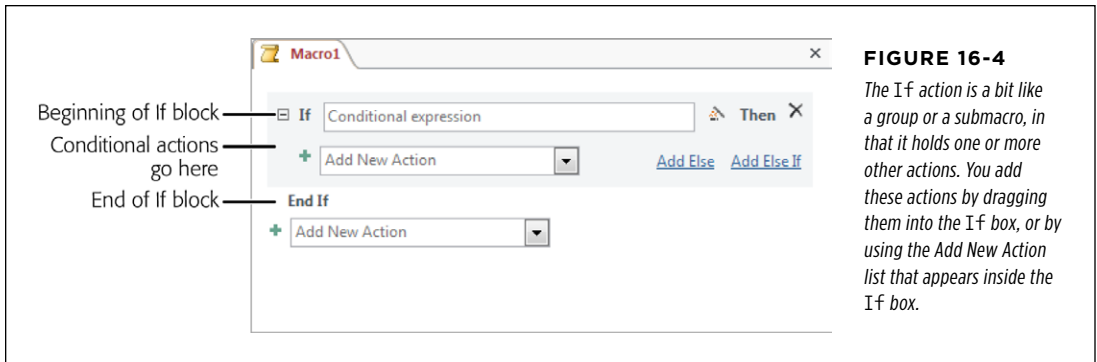 Macro1
Beginning of If block
If Conditional expression Then
Conditional actions
go here
Add New Action Add Else Add Else If
End of If block
End If
Add New Action
FIGURE 16-4
The If action is a bit like
a group or a submacro, in
that it holds one or more
other actions. You add
these actions by dragging
them into the If box, or by
using the Add New Action
list that appears inside the
If box.